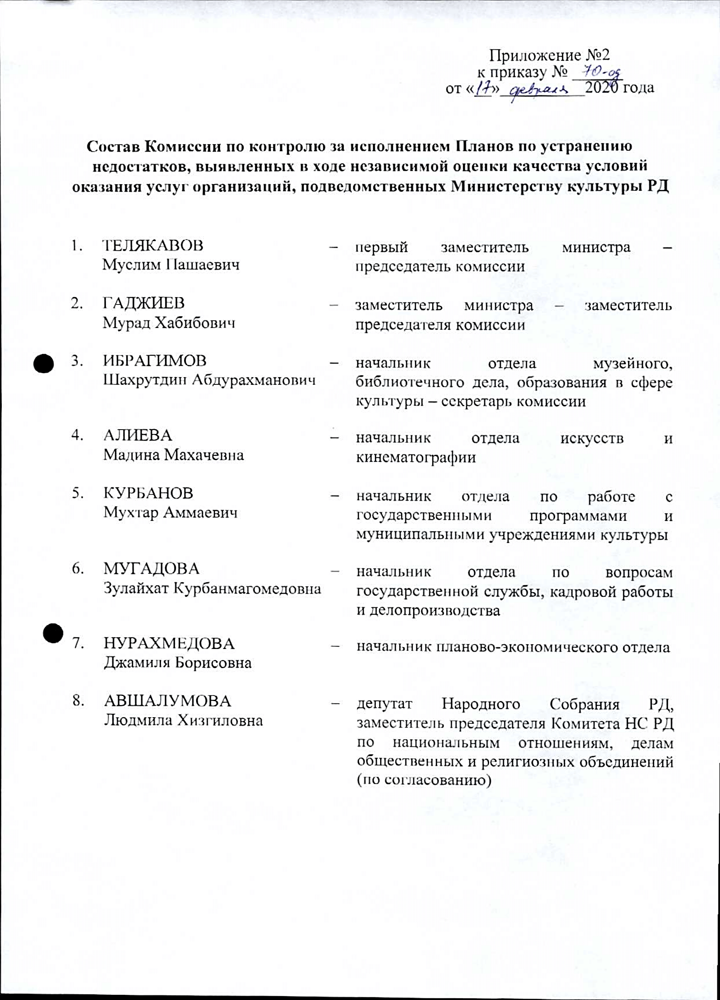 Приложение №2
к приказу № 70-од
от «17» февраля 2020 года
Состав Комиссии по контролю за исполнением Планов по устранению
недостатков, выявленных в ходе независимой оценки качества условий
оказания услуг организаций, подведомственных Министерству культуры РД
1. ТЕЛЯКАВОВ – первый заместитель министра –
Муслим Пашаевич председатель комиссии
2. ГАДЖИЕВ – заместитель министра – заместитель
Мурад Хабибович председателя комиссии
3. ИБРАГИМОВ – начальник отдела музейного,
Шахрутдин Абдурахманович библиотечного дела, образования в сфере
культуры – секретарь комиссии
4. АЛИЕВА – начальник отдела искусств и
Мадина Махачевна кинематографии
5. КУРБАНОВ – начальник отдела по работе с
Мухтар Аммаевич государственными программами и
муниципальными учреждениями культуры
6. МУГАДОВА – начальник отдела по вопросам
Зулайхат Курбанмагомедовна государственной службы, кадровой работы
и делопроизводства
7. НУРАХМЕДОВА – начальник планово-экономического отдела
Джамиля Борисовна
8. АВШАЛУМОВА – депутат Народного Собрания РД,
Людмила Хизгиловна заместитель председателя Комитета НС РД
по национальным отношениям, делам
общественных и религиозных объединений
(по согласованию)